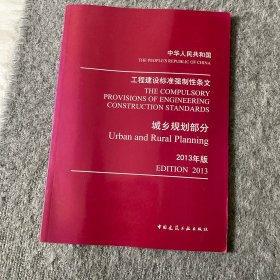 中华人民共和国
THE PEOPLE'S REPUBLIC OF CHINA
工程建设标准强制性条文
THE COMPULSORY
PROVISIONS OF ENGINEERING
CONSTRUCTION STANDARDS
城乡规划部分
Urban and Rural Planning
2013年版
EDITION 2013
中国建筑工业出版社